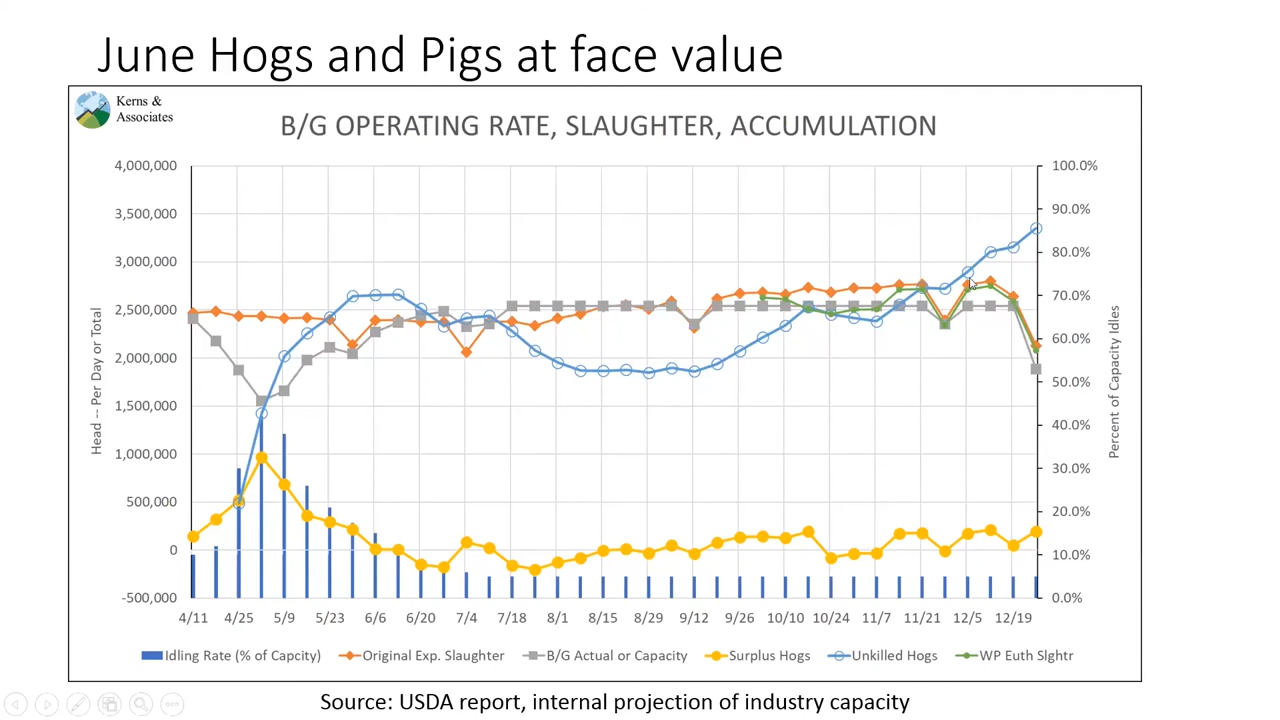 June Hogs and Pigs at face value
Kerns &
Associates
B/G OPERATING RATE, SLAUGHTER, ACCUMULATION
4,000,000
3,500,000
3,000,000
2,500,000
2,000,000
1,500,000
1,000,000
500,000
0
-500,000
Head -- Per Day or Total
100.0%
90.0%
80.0%
70.0%
60.0%
50.0%
40.0%
30.0%
20.0%
10.0%
0.0%
Percent of Capacity Idles
4/11 4/25 5/9 5/23 6/6 6/20 7/4 7/18 8/1 8/15 8/29 9/12 9/26 10/10 10/24 11/7 11/21 12/5 12/19
Idling Rate (% of Capcity) Original Exp. Slaughter B/G Actual or Capacity Surplus Hogs Unkilled Hogs WP Euth Slghtr
Source: USDA report, internal projection of industry capacity